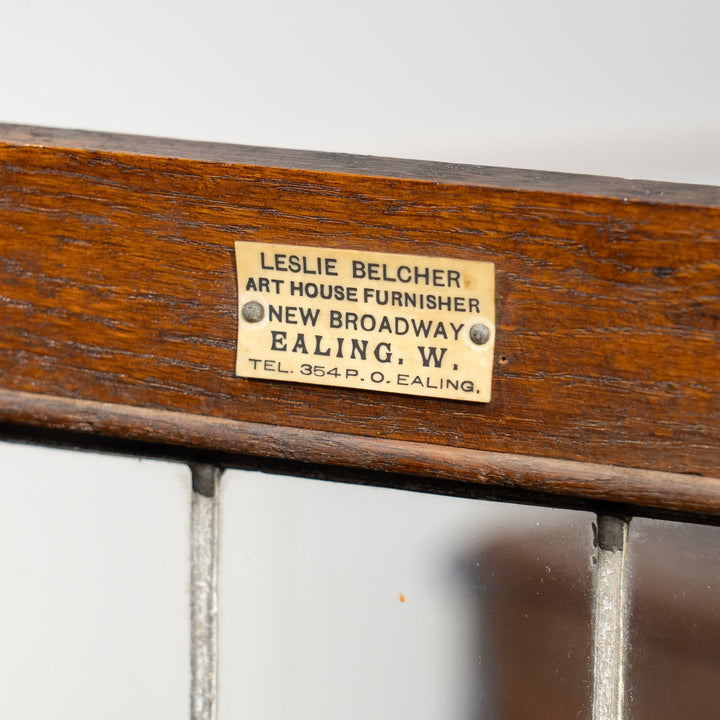 LESLIE BELCHER
ART HOUSE FURNISHER
NEW BROADWAY
EALING. W.
TEL. 354 P.O. EALING.